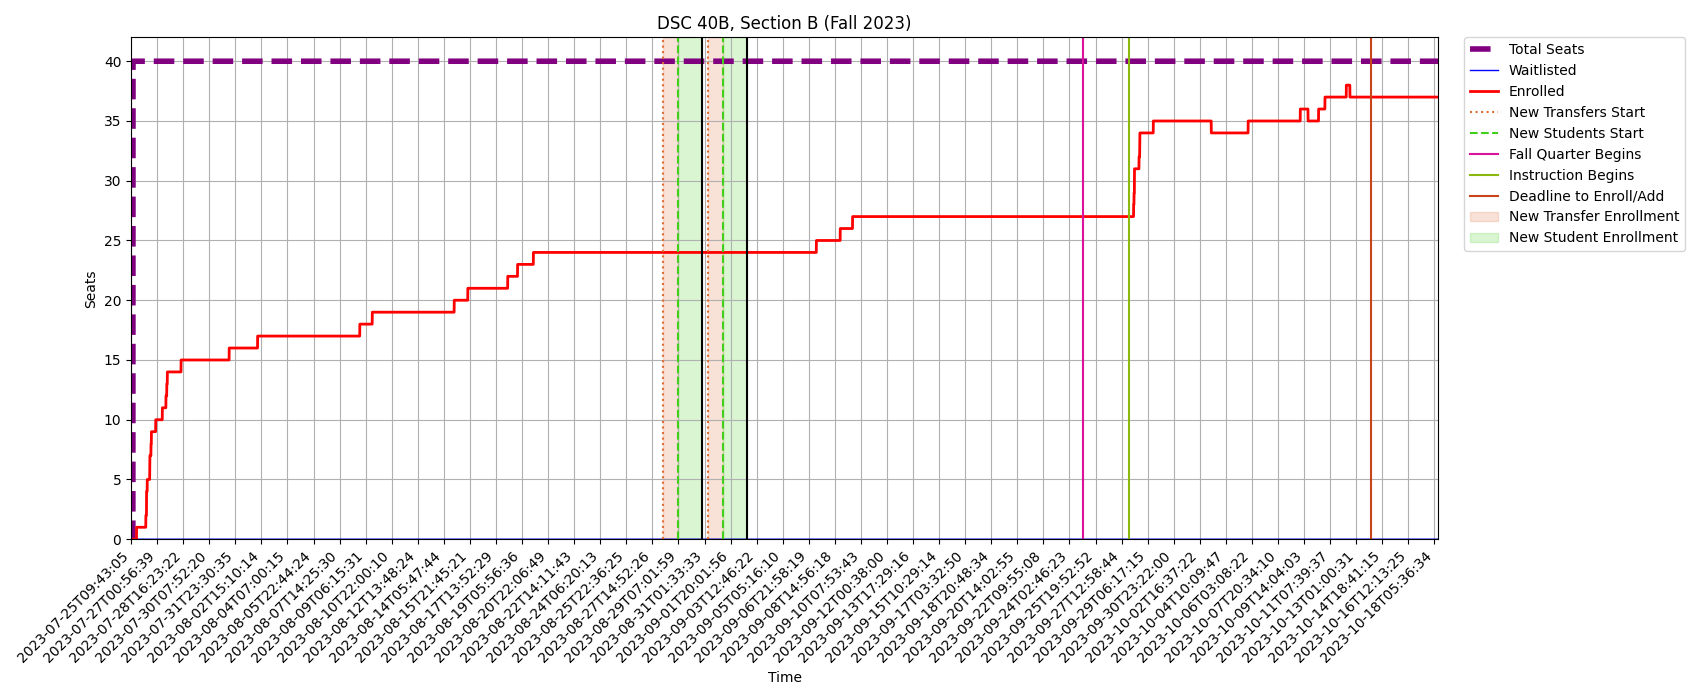 DSC 40B, Section B (Fall 2023)
Seats
40
35
30
25
20
15
10
5
0
2023-07-25T09:43:05
2023-07-27T00:56:39
2023-07-28T16:23:22
2023-07-30T07:52:20
2023-07-31T23:30:35
2023-08-02T15:10:14
2023-08-04T07:00:15
2023-08-05T22:44:24
2023-08-07T14:25:30
2023-08-09T06:15:31
2023-08-10T22:00:10
2023-08-12T13:48:24
2023-08-14T05:47:44
2023-08-15T21:45:21
2023-08-17T13:52:29
2023-08-19T05:56:36
2023-08-20T22:06:49
2023-08-22T14:11:43
2023-08-24T06:20:13
2023-08-25T22:36:25
2023-08-27T14:52:26
2023-08-29T07:01:59
2023-08-31T01:33:33
2023-09-01T20:01:56
2023-09-03T12:46:22
2023-09-05T05:16:10
2023-09-06T21:58:19
2023-09-08T14:56:18
2023-09-10T07:53:43
2023-09-12T00:38:00
2023-09-13T17:29:16
2023-09-15T10:29:14
2023-09-17T03:32:50
2023-09-18T20:48:34
2023-09-20T14:02:55
2023-09-22T09:55:08
2023-09-24T02:46:23
2023-09-25T19:52:52
2023-09-27T12:58:44
2023-09-29T06:17:15
2023-09-30T23:22:00
2023-10-02T16:37:22
2023-10-04T10:09:47
2023-10-06T03:08:22
2023-10-07T20:34:10
2023-10-09T14:04:03
2023-10-11T07:39:37
2023-10-13T01:00:31
2023-10-14T18:41:15
2023-10-16T12:13:25
2023-10-18T05:36:34
Time
Total Seats
Waitlisted
Enrolled
New Transfers Start
New Students Start
Fall Quarter Begins
Instruction Begins
Deadline to Enroll/Add
New Transfer Enrollment
New Student Enrollment